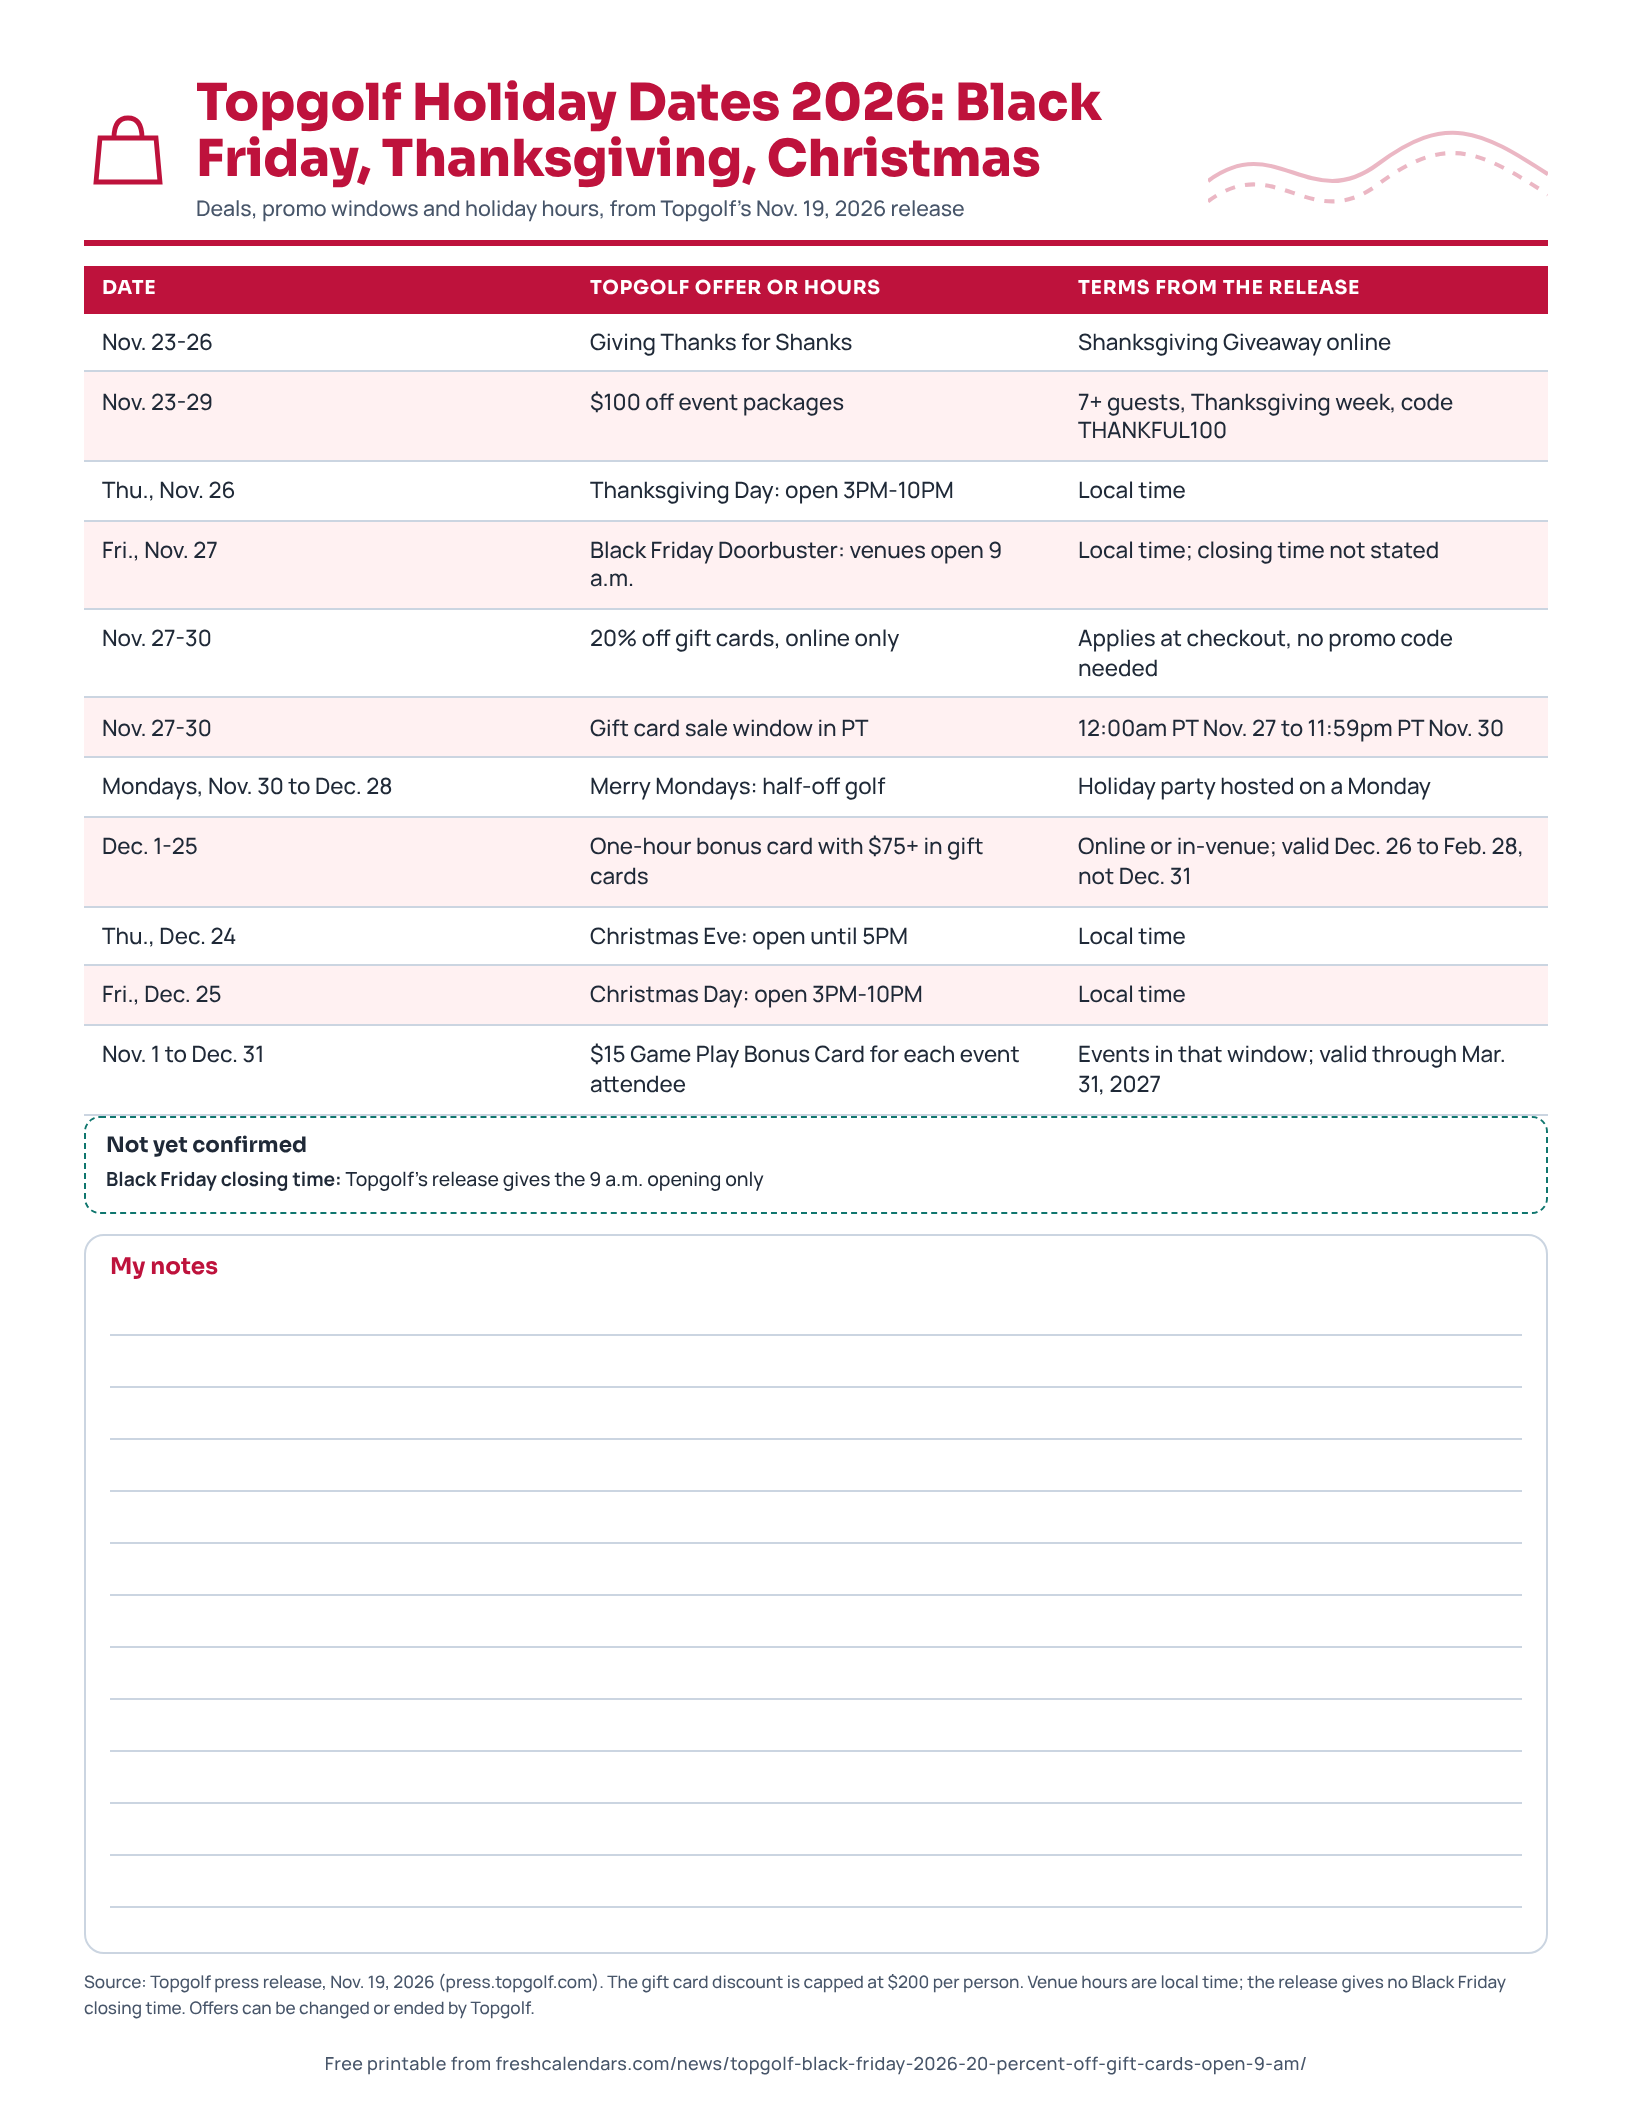 Topgolf Holiday Dates 2026: Black
Friday, Thanksgiving, Christmas
Deals, promo windows and holiday hours, from Topgolf's Nov. 19, 2026 release
DATE TOPGOLF OFFER OR HOURS TERMS FROM THE RELEASE
Nov. 23-26 Giving Thanks for Shanks Shanksgiving Giveaway online
Nov. 23-29 $100 off event packages 7+ guests, Thanksgiving week, code
THANKFUL100
Thu., Nov. 26 Thanksgiving Day: open 3PM-10PM Local time
Fri., Nov. 27 Black Friday Doorbuster: venues open 9 Local time; closing time not stated
a.m.
Nov. 27-30 20% off gift cards, online only Applies at checkout, no promo code
needed
Nov. 27-30 Gift card sale window in PT 12:00am PT Nov. 27 to 11:59pm PT Nov. 30
Mondays, Nov. 30 to Dec. 28 Merry Mondays: half-off golf Holiday party hosted on a Monday
Dec. 1-25 One-hour bonus card with $75+ in gift Online or in-venue; valid Dec. 26 to Feb. 28,
cards not Dec. 31
Thu., Dec. 24 Christmas Eve: open until 5PM Local time
Fri., Dec. 25 Christmas Day: open 3PM-10PM Local time
Nov. 1 to Dec. 31 $15 Game Play Bonus Card for each event Events in that window; valid through Mar.
attendee 31, 2027
Not yet confirmed
Black Friday closing time: Topgolf's release gives the 9 a.m. opening only
My notes
Source: Topgolf press release, Nov. 19, 2026 (press.topgolf.com). The gift card discount is capped at $200 per person. Venue hours are local time; the release gives no Black Friday
closing time. Offers can be changed or ended by Topgolf.
Free printable from freshcalendars.com/news/topgolf-black-friday-2026-20-percent-off-gift-cards-open-9-am/